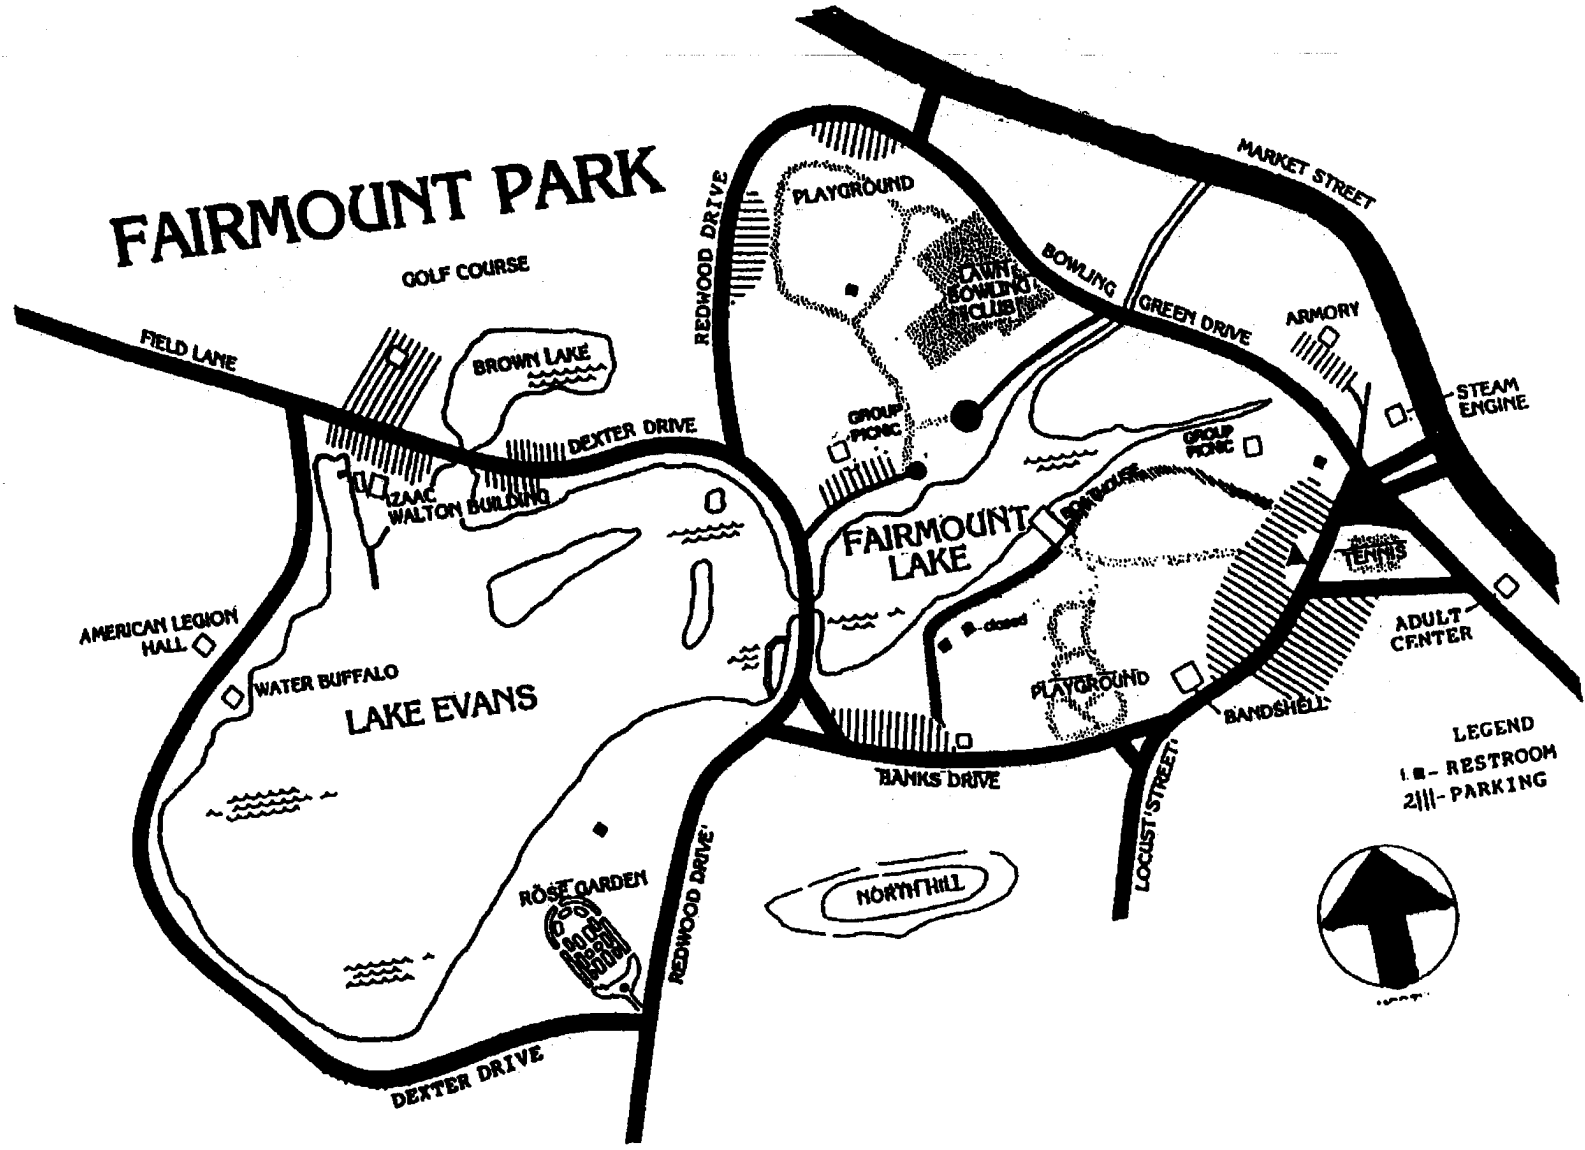 FAIRMOUNT PARK
GOLF COURSE
FIELD LANE
BROWN LAKE
DEXTER DRIVE
REDWOOD DRIVE
PLAYGROUND
LAWN
BOWLING
CLUB
BOWLING GREEN DRIVE
MARKET STREET
ARMORY
STEAM
ENGINE
GROUP
PICNIC
GROUP
PICNIC
IZAAC
WALTON BUILDING
FAIRMOUNT
LAKE
BOATHOUSE
TENNIS
ADULT
CENTER
AMERICAN LEGION
HALL
WATER BUFFALO
LAKE EVANS
closed
PLAYGROUND
BANDSHELL
BANKS DRIVE
LOCUST STREET
LEGEND
1. ■ - RESTROOM
2||| - PARKING
ROSE GARDEN
REDWOOD DRIVE
NORTH HILL
DEXTER DRIVE